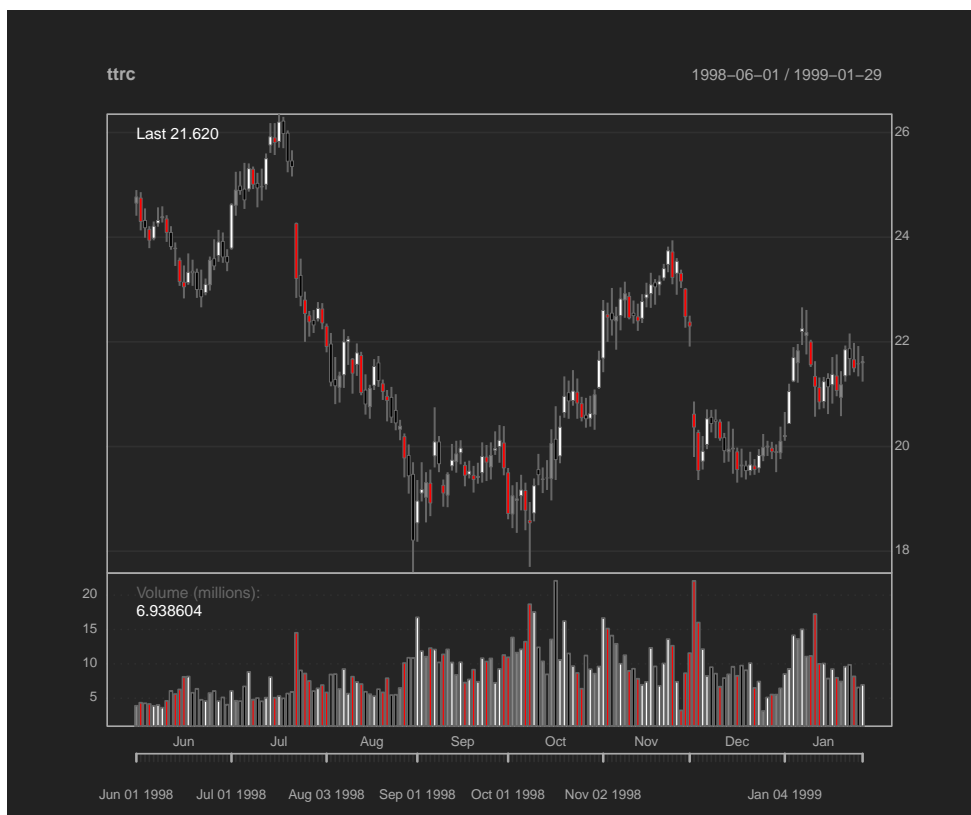 ttrc 1998−06−01 / 1999−01−29
Last 21.620
26
24
22
20
18
Volume (millions):
6.938604
20
15
10
5
Jun Jul Aug Sep Oct Nov Dec Jan
Jun 01 1998 Jul 01 1998 Aug 03 1998 Sep 01 1998 Oct 01 1998 Nov 02 1998 Jan 04 1999